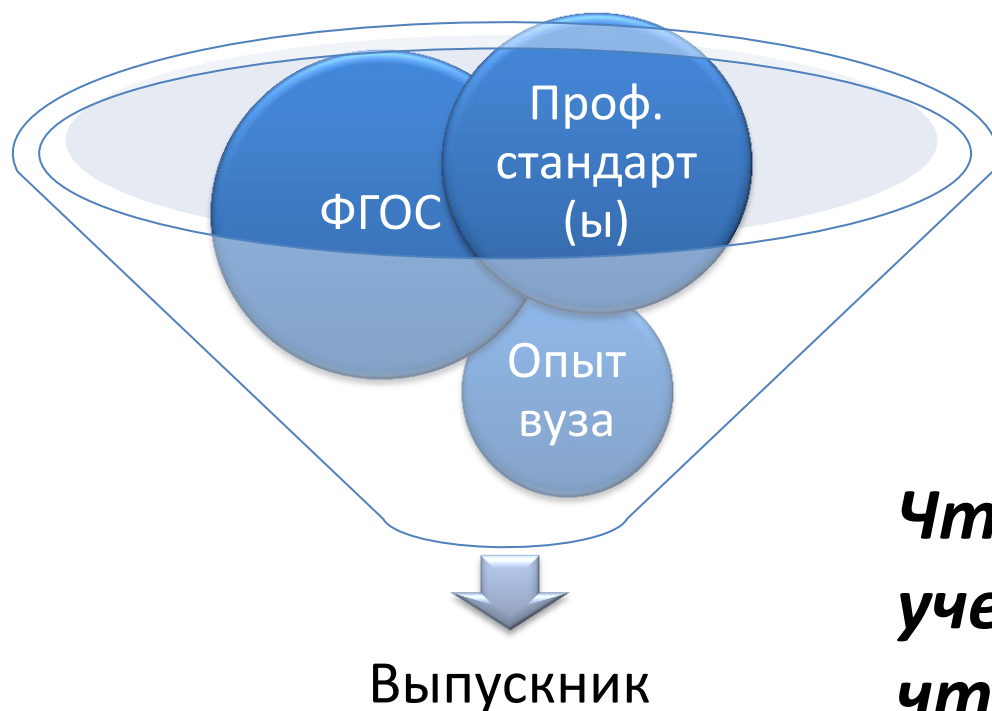 Проф.
стандарт
(ы)
ФГОС
Опыт
вуза
Выпускник